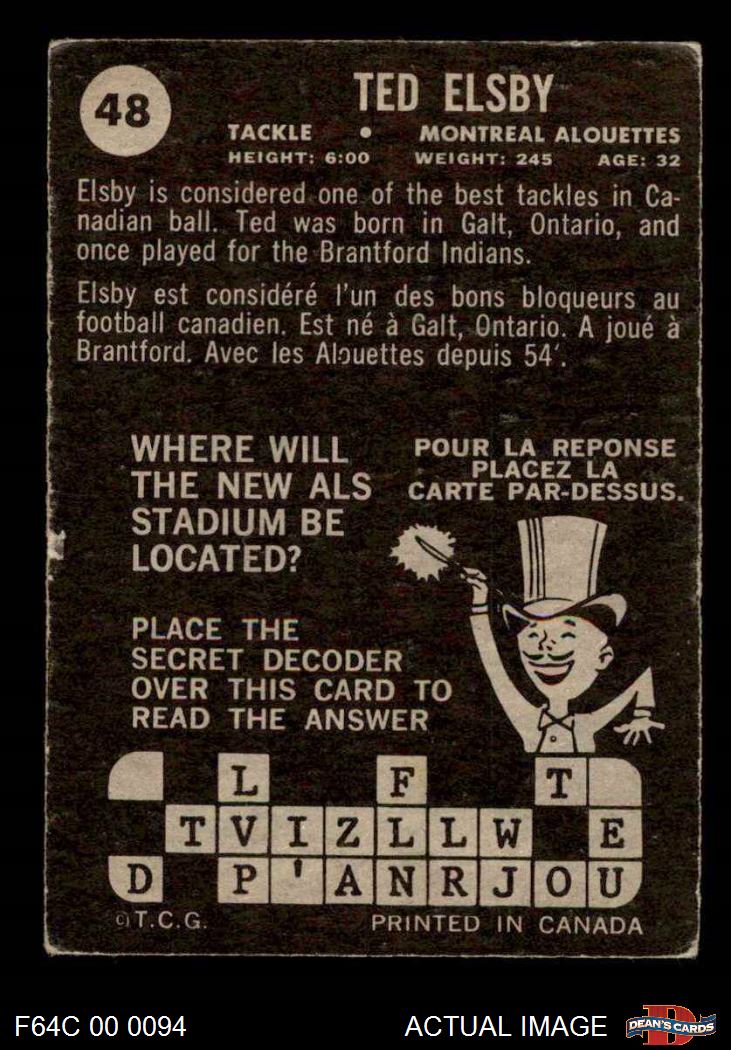 48
TED ELSBY
TACKLE • MONTREAL ALOUETTES
HEIGHT: 6:00 WEIGHT: 245 AGE: 32
Elsby is considered one of the best tackles in Ca-
nadian ball. Ted was born in Galt, Ontario, and
once played for the Brantford Indians.
Elsby est considéré l'un des bons bloqueurs au
football canadien. Est né à Galt, Ontario. A joué à
Brantford. Avec les Alouettes depuis 54'.
WHERE WILL
THE NEW ALS
STADIUM BE
LOCATED?
POUR LA REPONSE
PLACEZ LA
CARTE PAR-DESSUS.
PLACE THE
SECRET DECODER
OVER THIS CARD TO
READ THE ANSWER
L F T
T V I Z L L W E
D P ' A N R J O U
©T.C.G. PRINTED IN CANADA
F64C 00 0094 ACTUAL IMAGE DEAN'S CARDS